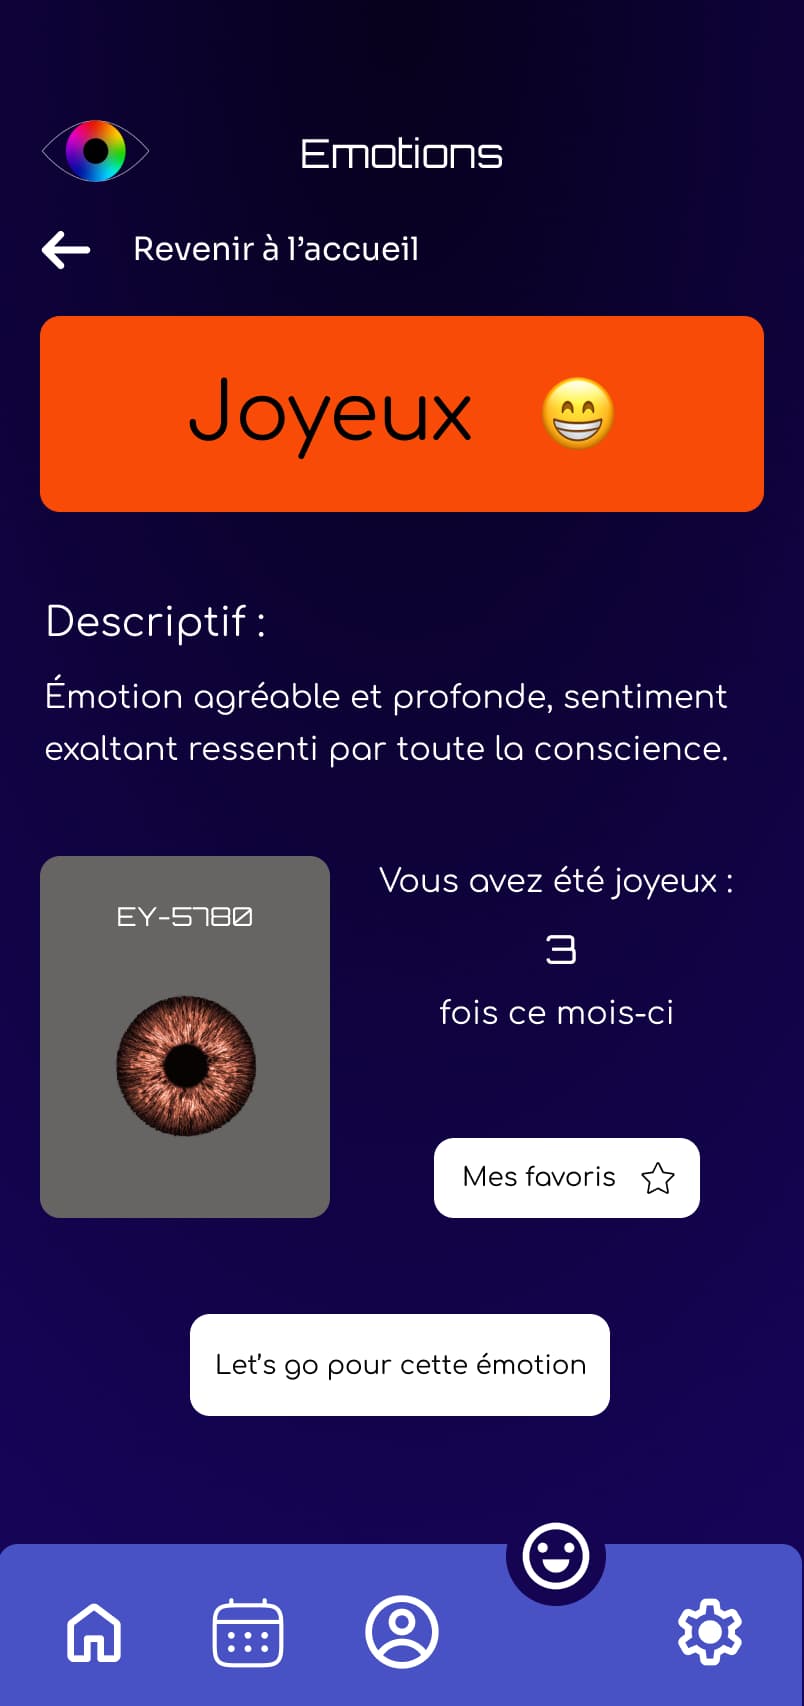 Emotions
Revenir à l’accueil
Joyeux
Descriptif :
Émotion agréable et profonde, sentiment
exaltant ressenti par toute la conscience.
EY-5780
Vous avez été joyeux :
3
fois ce mois-ci
Mes favoris
Let’s go pour cette émotion